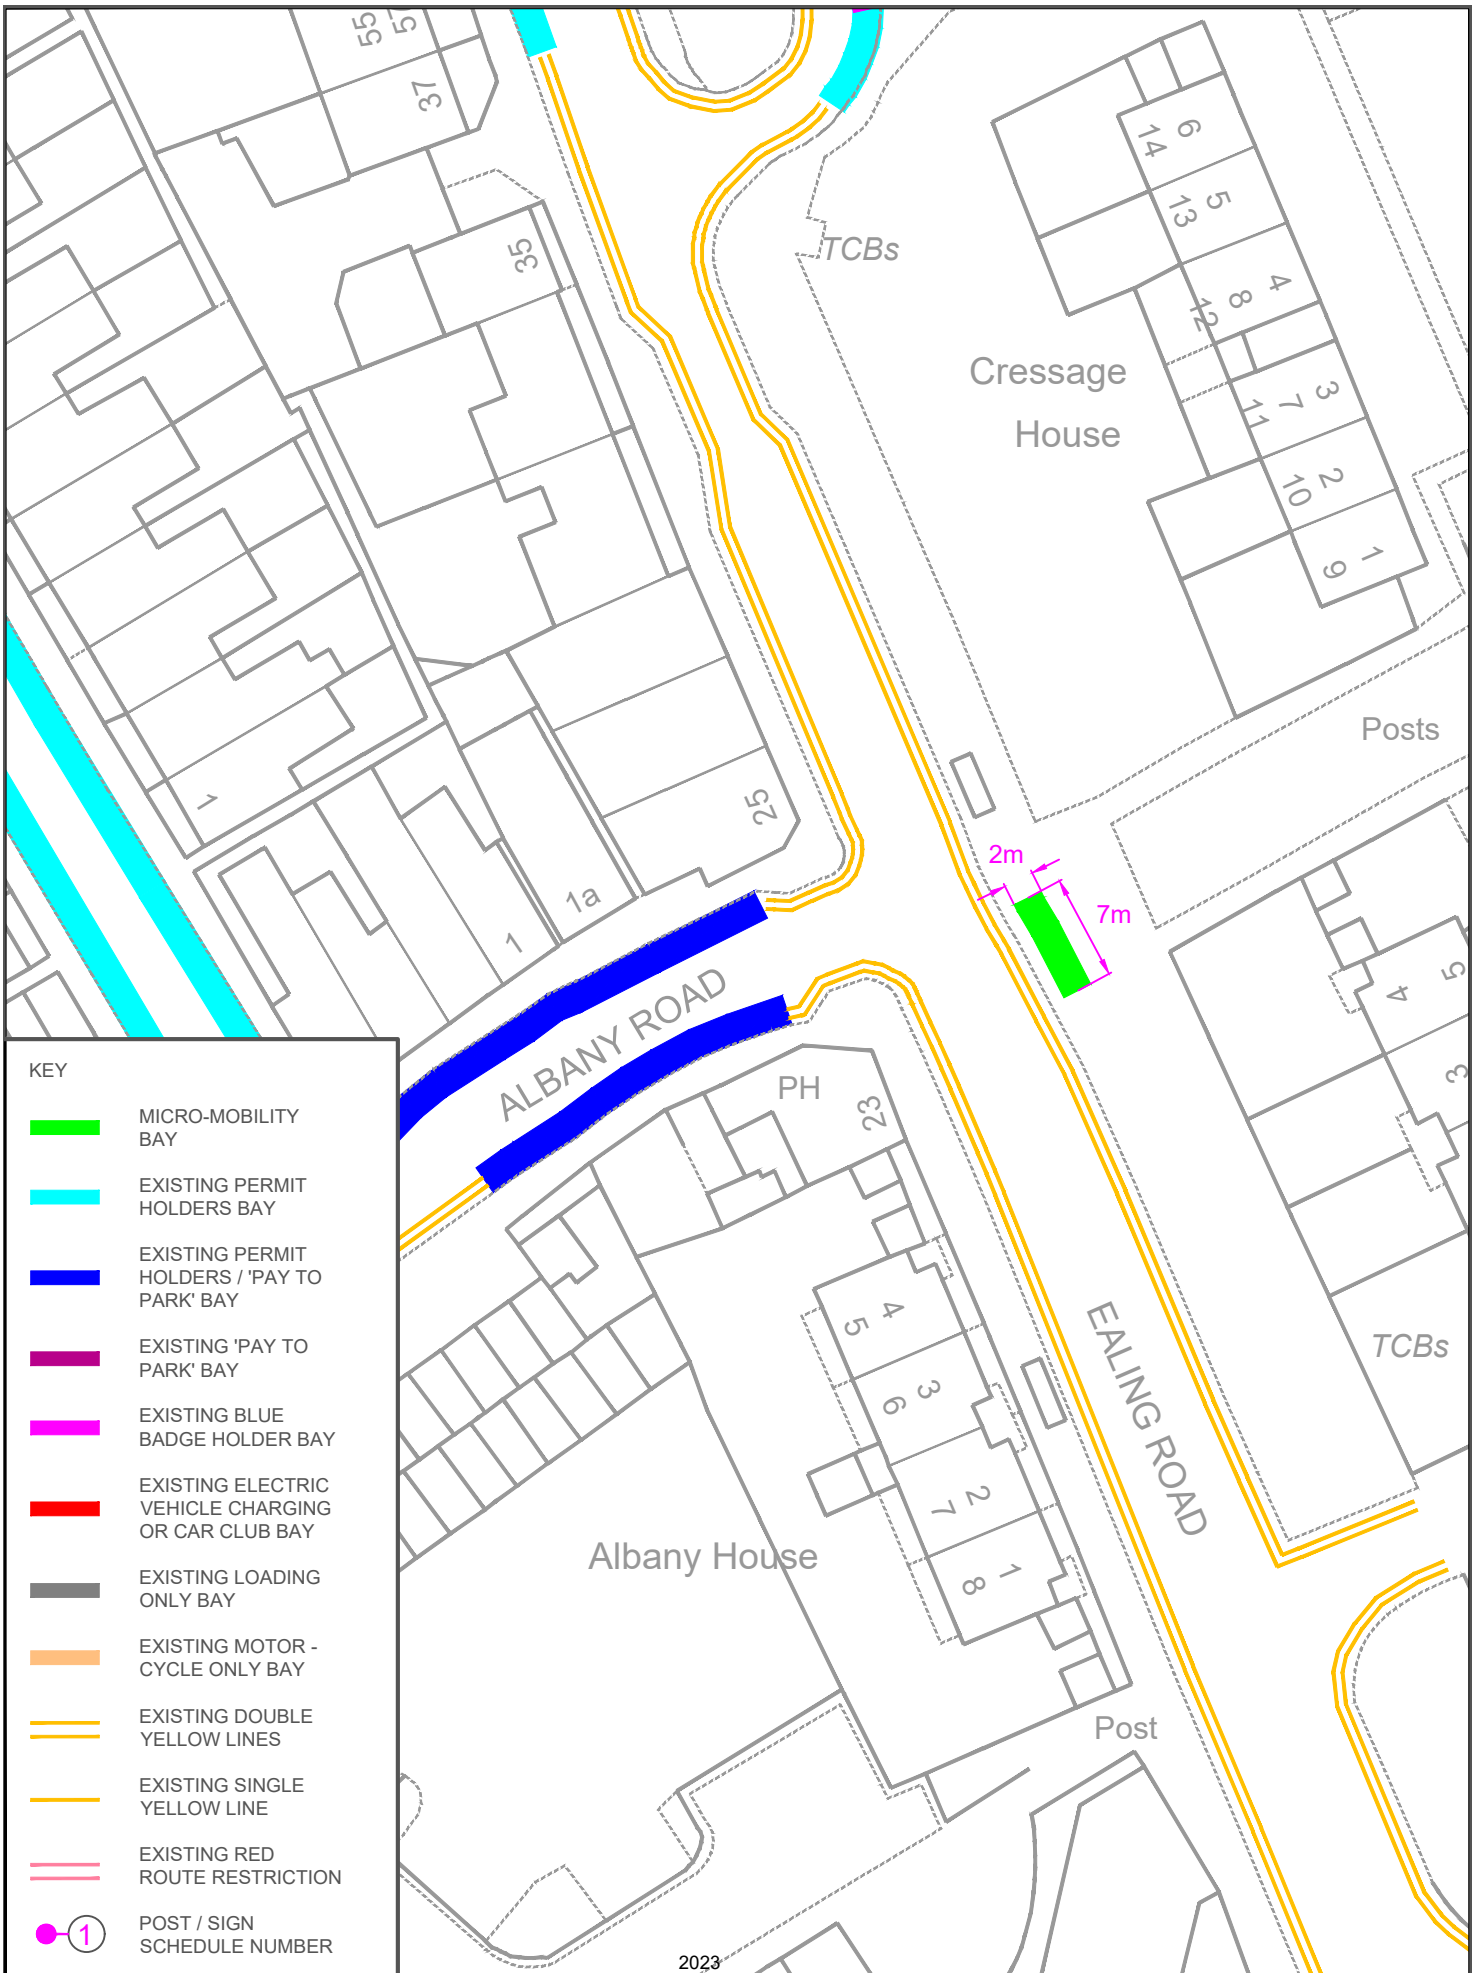 55
37
35
TCBs
6
14
5
13
4
8
12
Cressage
House
3
7
11
2
10
1
9
Posts
1
25
1a
1
2m
7m
ALBANY ROAD
PH
23
5
4
3
4
5
3
6
2
7
1
8
EALING ROAD
TCBs
Albany House
Post
2023
KEY
MICRO-MOBILITY
BAY
EXISTING PERMIT
HOLDERS BAY
EXISTING PERMIT
HOLDERS / 'PAY TO
PARK' BAY
EXISTING 'PAY TO
PARK' BAY
EXISTING BLUE
BADGE HOLDER BAY
EXISTING ELECTRIC
VEHICLE CHARGING
OR CAR CLUB BAY
EXISTING LOADING
ONLY BAY
EXISTING MOTOR -
CYCLE ONLY BAY
EXISTING DOUBLE
YELLOW LINES
EXISTING SINGLE
YELLOW LINE
EXISTING RED
ROUTE RESTRICTION
1
POST / SIGN
SCHEDULE NUMBER